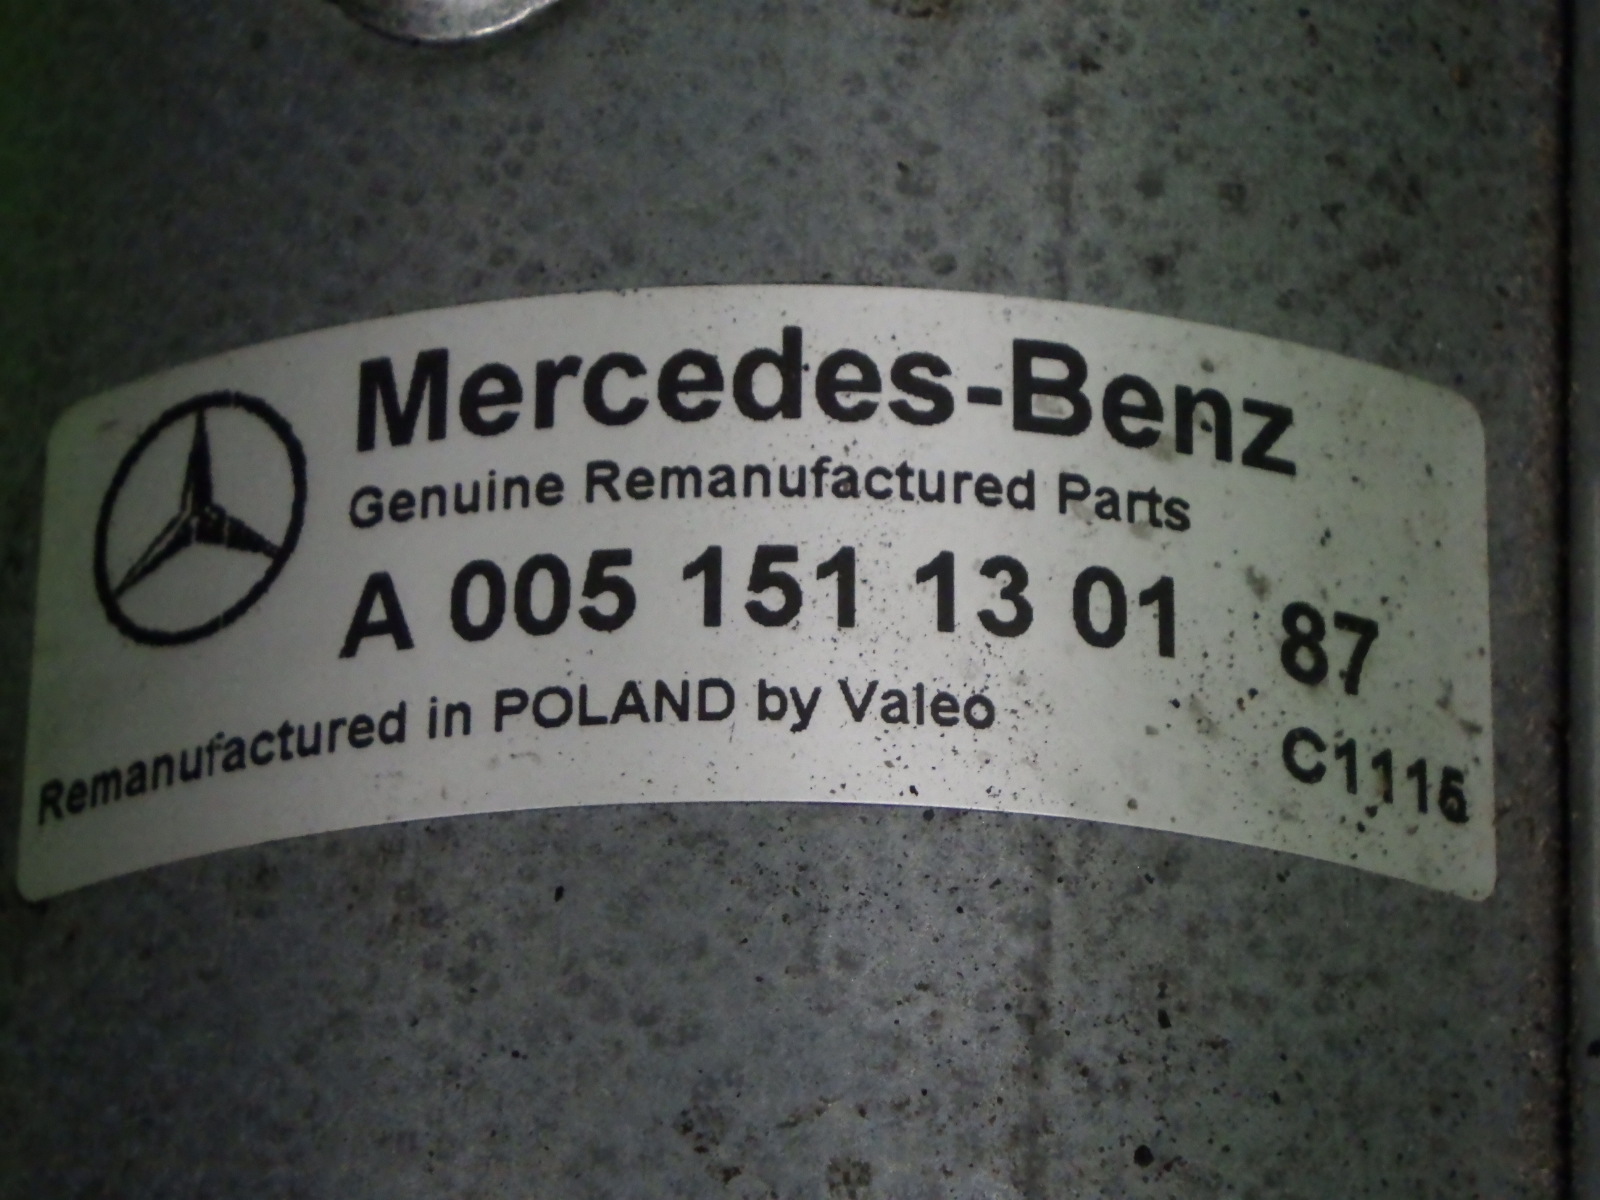 Mercedes-Benz
Genuine Remanufactured Parts
A 005 151 13 01 87
Remanufactured in POLAND by Valeo
C1115